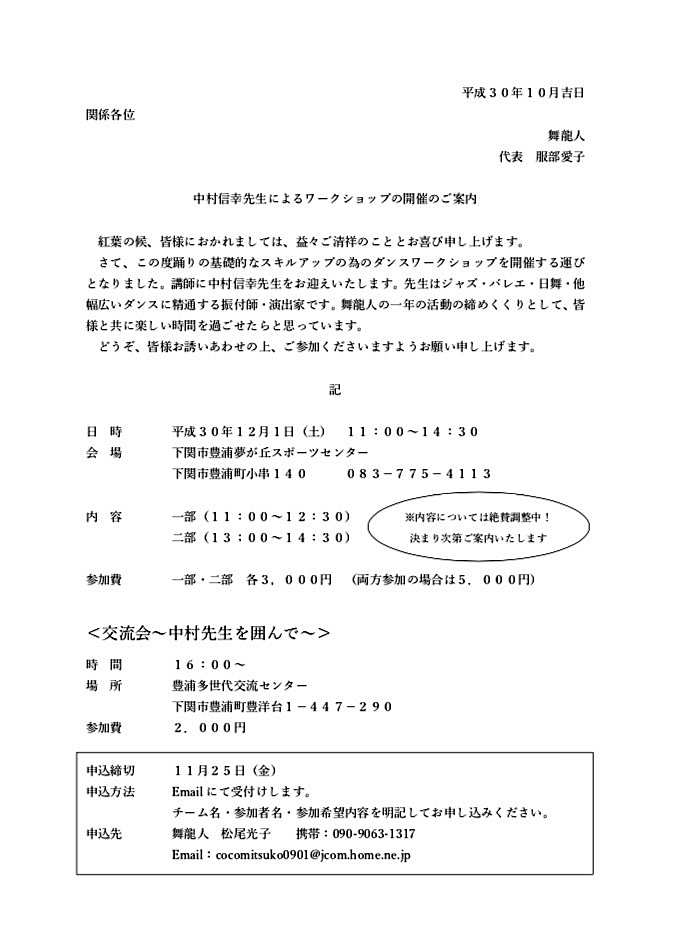 平成３０年１０月吉日
関係各位
舞龍人
代表　服部愛子
中村信幸先生によるワークショップの開催のご案内
紅葉の候、皆様におかれましては、益々ご清祥のこととお喜び申し上げます。
さて、この度踊りの基礎的なスキルアップの為のダンスワークショップを開催する運び
となりました。講師に中村信幸先生をお迎えいたします。先生はジャズ・バレエ・日舞・他
幅広いダンスに精通する振付師・演出家です。舞龍人の一年の活動の締めくくりとして、皆
様と共に楽しい時間を過ごせたらと思っています。
どうぞ、皆様お誘いあわせの上、ご参加くださいますようお願い申し上げます。
記
日　時　　平成３０年１２月１日（土）　１１：００～１４：３０
会　場　　下関市豊浦夢が丘スポーツセンター
下関市豊浦町小串１４０　　０８３－７７５－４１１３
内　容　　一部（１１：００～１２：３０）　※内容については絶賛調整中！
二部（１３：００～１４：３０）　決まり次第ご案内いたします
参加費　　一部・二部　各３，０００円　（両方参加の場合は５．０００円）
＜交流会～中村先生を囲んで～＞
時　間　　１６：００～
場　所　　豊浦多世代交流センター
下関市豊浦町豊洋台１－４４７－２９０
参加費　　２．０００円
申込締切　　１１月２５日（金）
申込方法　　Email にて受付けします。
チーム名・参加者名・参加希望内容を明記してお申し込みください。
申込先　　舞龍人　松尾光子　　携帯：090-9063-1317
Email：cocomitsuko0901@jcom.home.ne.jp